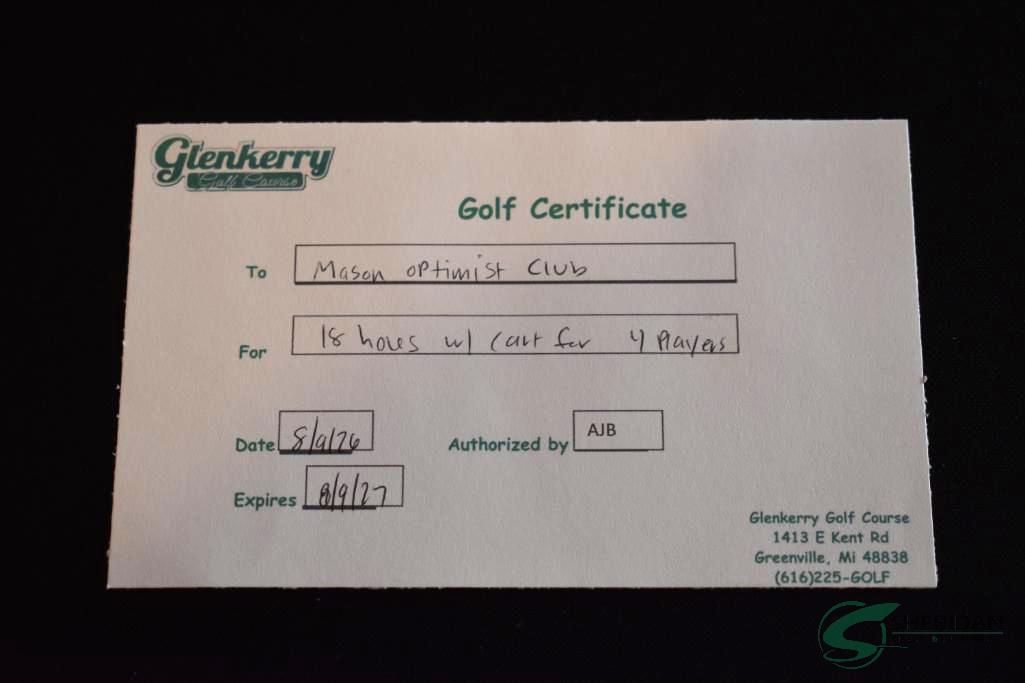 Glenkerry
Golf Course
Golf Certificate
To Mason Optimist Club
For 18 holes w/ cart for 4 Players
Date 8/9/26 Authorized by AJB
Expires 8/9/27
Glenkerry Golf Course
1413 E Kent Rd
Greenville, Mi 48838
(616)225-GOLF
SHERIDAN